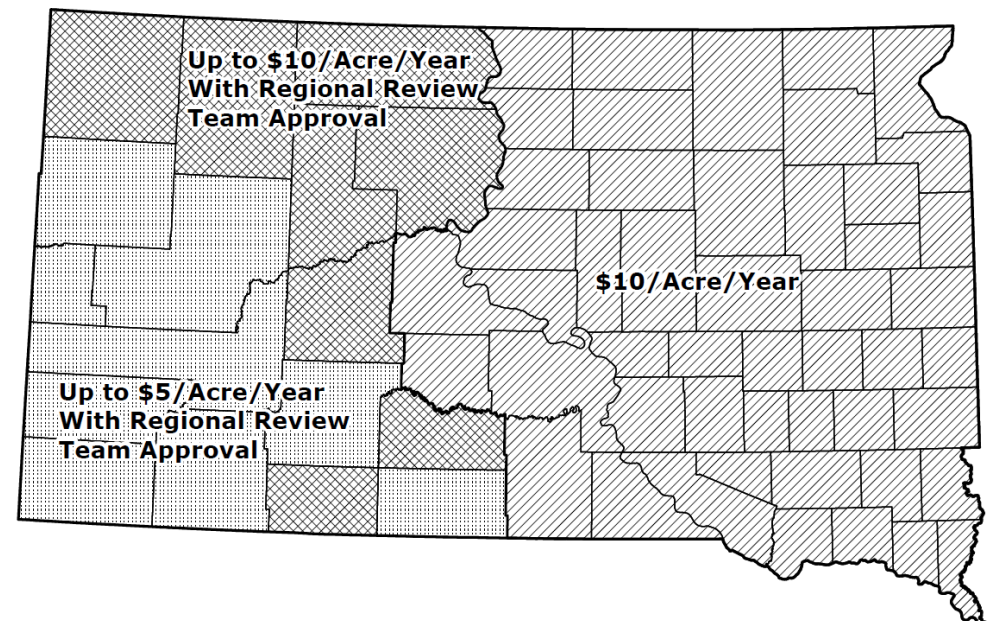 Up to $10/Acre/Year
With Regional Review
Team Approval
$10/Acre/Year
Up to $5/Acre/Year
With Regional Review
Team Approval